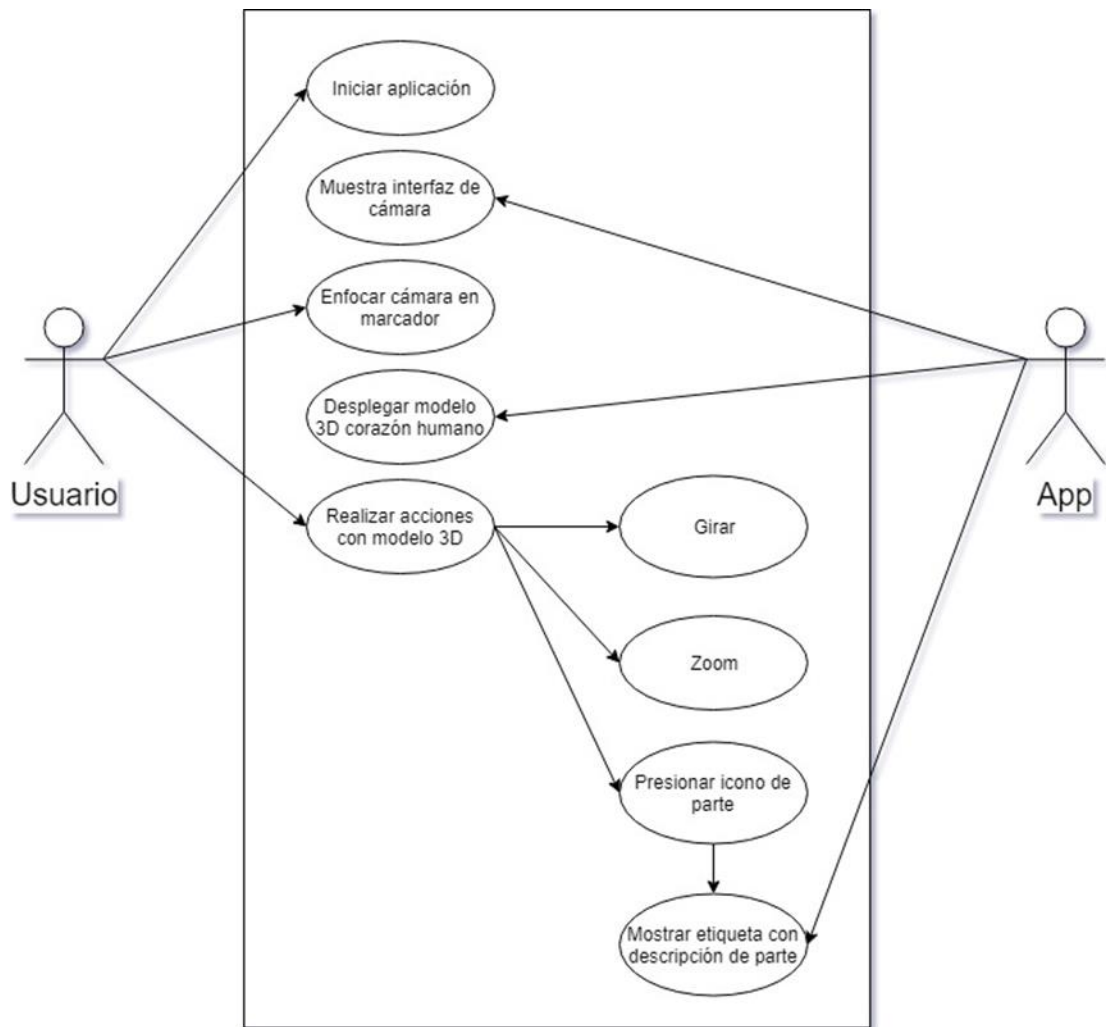 Iniciar aplicación
Muestra interfaz de
cámara
Enfocar cámara en
marcador
Desplegar modelo
3D corazón humano
Usuario
App
Realizar acciones
con modelo 3D
Girar
Zoom
Presionar icono de
parte
Mostrar etiqueta con
descripción de parte